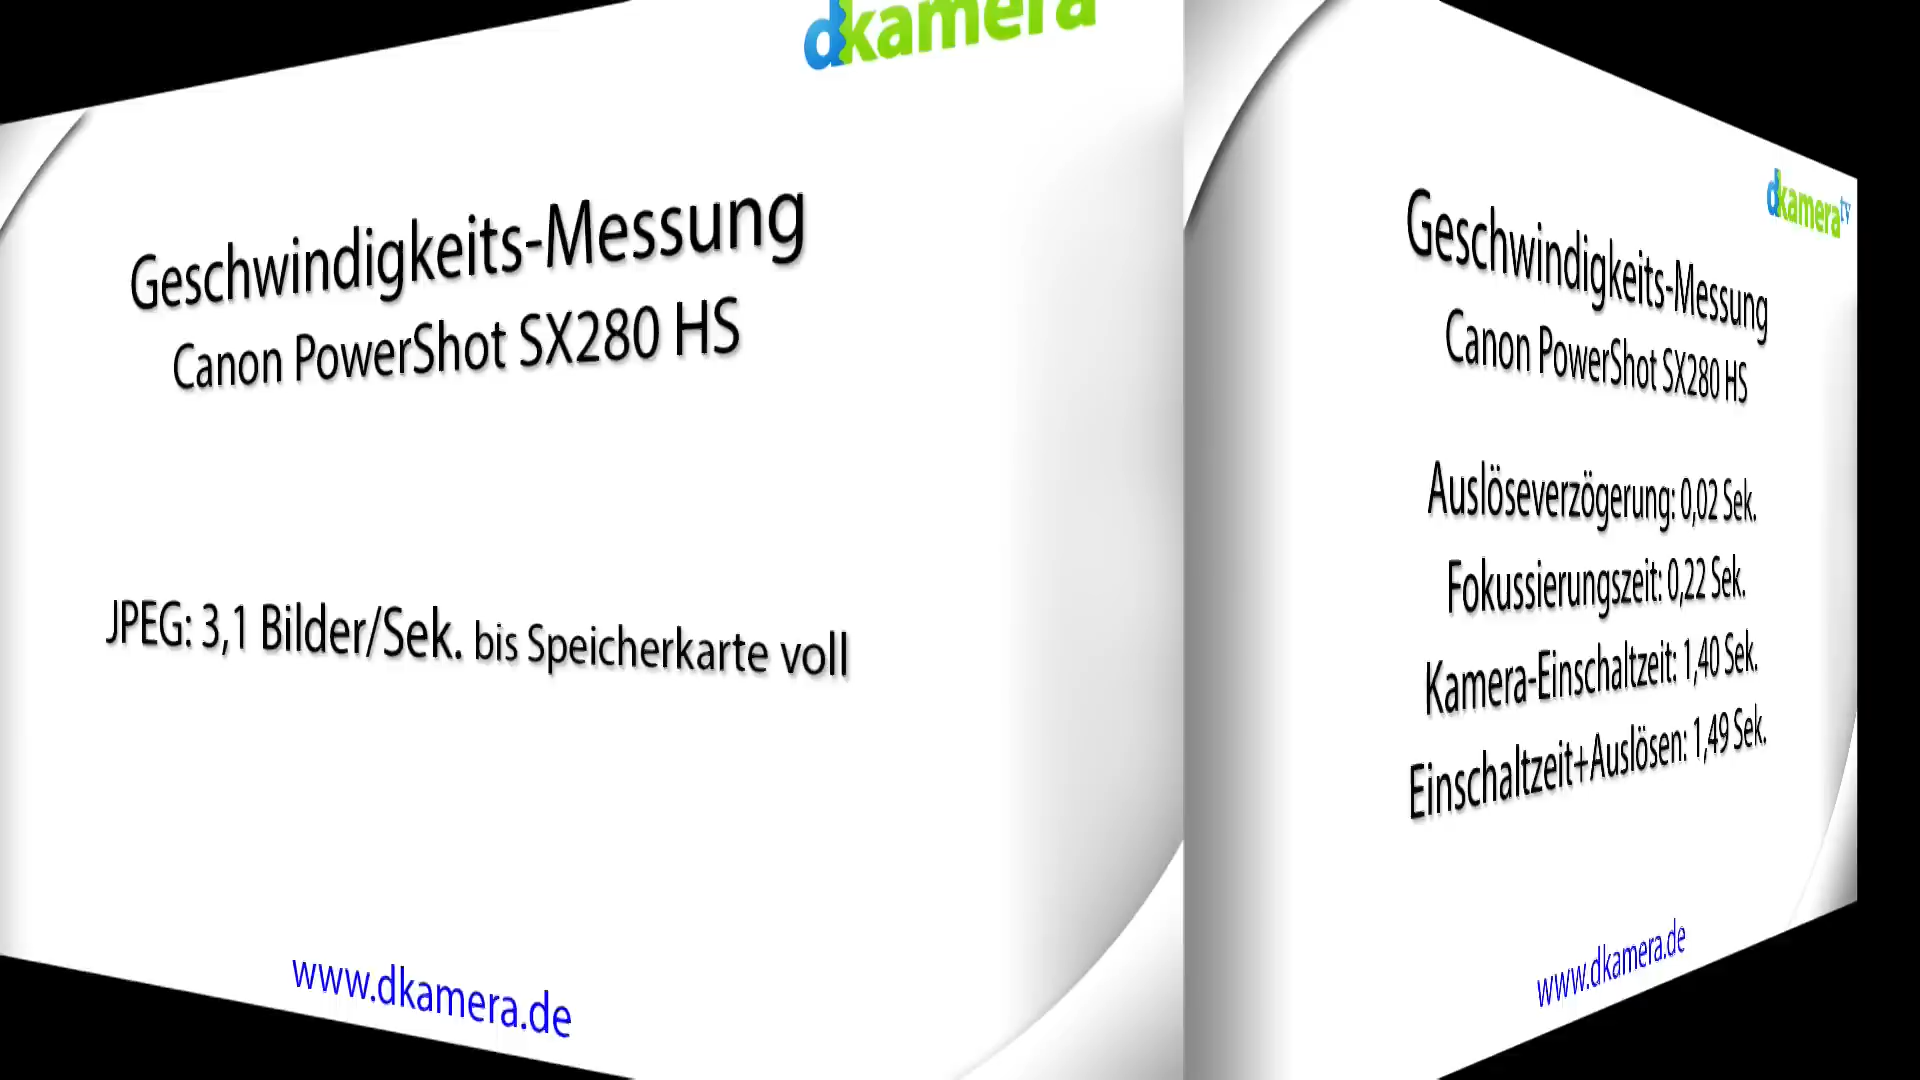 dkamera
Geschwindigkeits-Messung
Canon PowerShot SX280 HS
JPEG: 3,1 Bilder/Sek. bis Speicherkarte voll
www.dkamera.de
dkamera tv
Geschwindigkeits-Messung
Canon PowerShot SX280 HS
Auslöseverzögerung: 0,02 Sek.
Fokussierungszeit: 0,22 Sek.
Kamera-Einschaltzeit: 1,40 Sek.
Einschaltzeit+Auslösen: 1,49 Sek.
www.dkamera.de